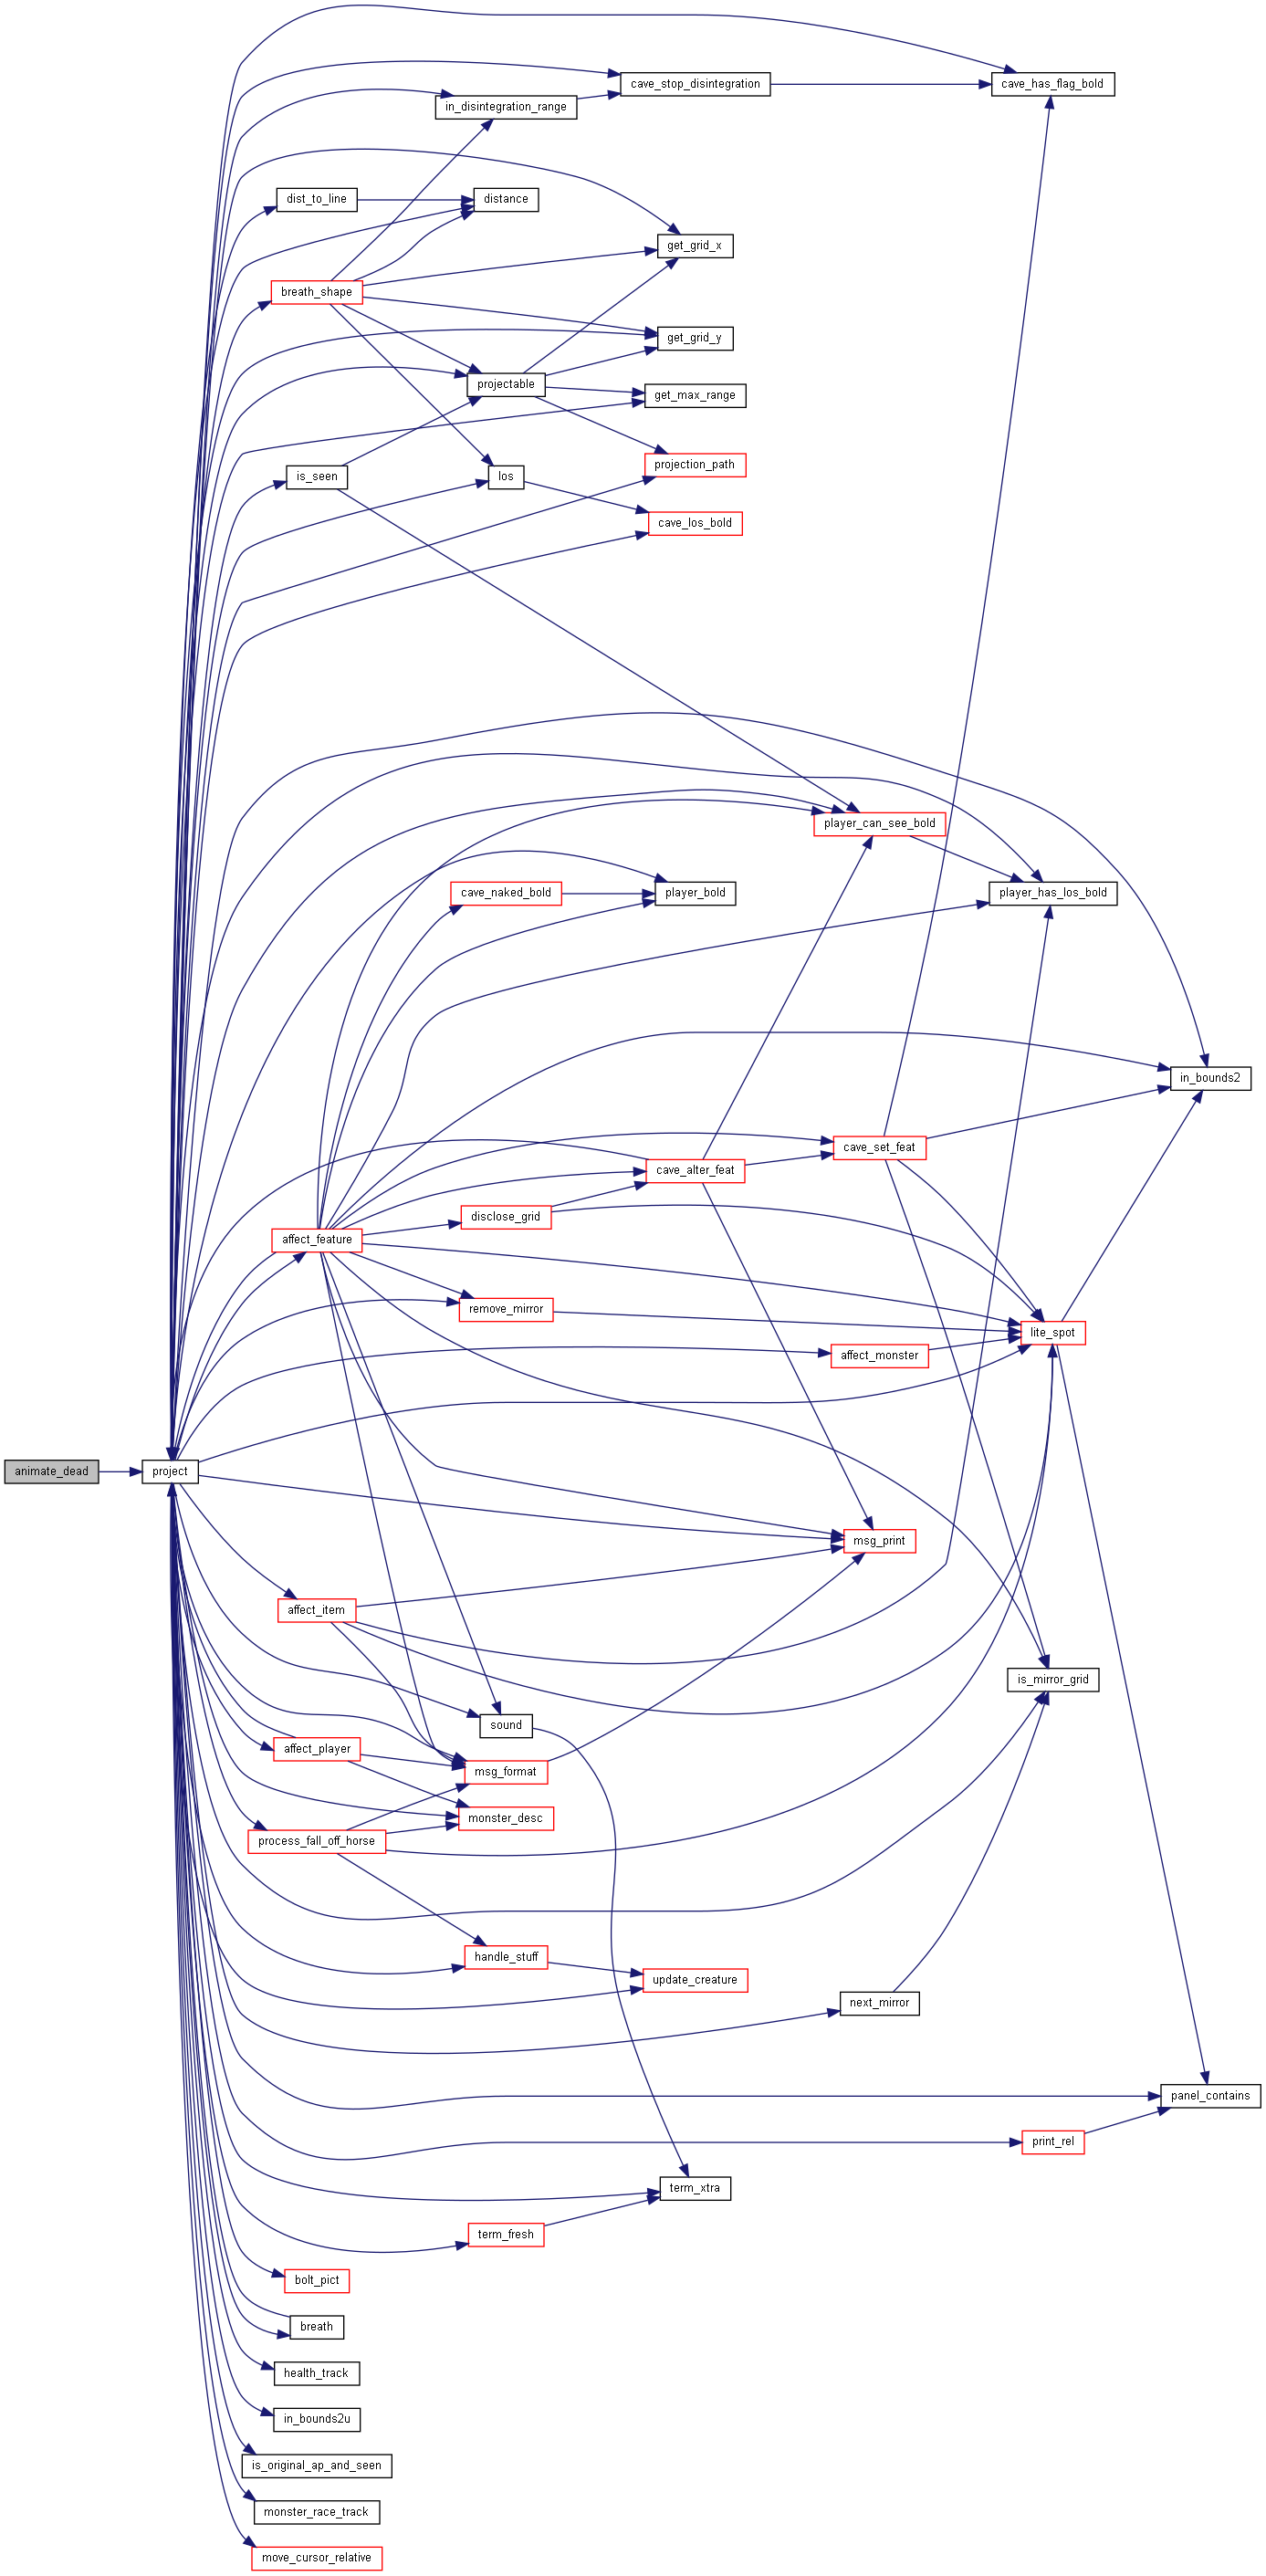 cave_stop_disintegration
cave_has_flag_bold
in_disintegration_range
dist_to_line
distance
get_grid_x
breath_shape
get_grid_y
projectable
get_max_range
projection_path
is_seen
los
cave_los_bold
player_can_see_bold
cave_naked_bold
player_bold
player_has_los_bold
in_bounds2
cave_set_feat
cave_alter_feat
disclose_grid
affect_feature
remove_mirror
lite_spot
affect_monster
animate_dead
project
msg_print
affect_item
is_mirror_grid
sound
affect_player
msg_format
monster_desc
process_fall_off_horse
handle_stuff
update_creature
next_mirror
panel_contains
print_rel
term_xtra
term_fresh
bolt_pict
breath
health_track
in_bounds2u
is_original_ap_and_seen
monster_race_track
move_cursor_relative